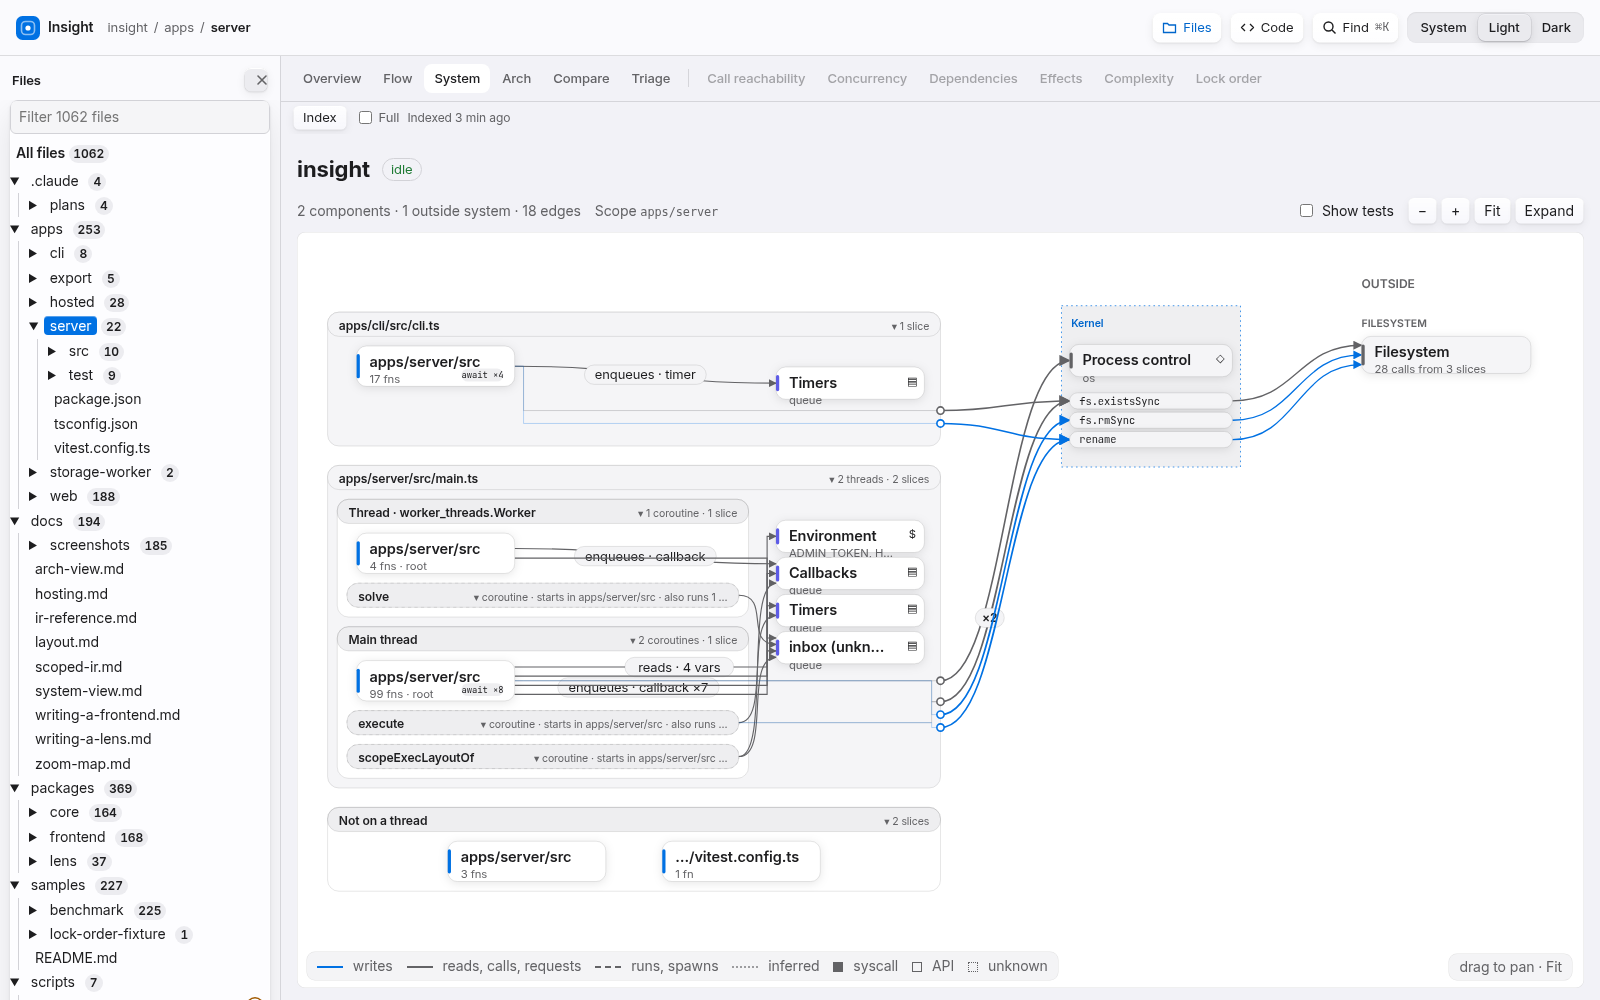 Insight insight / apps / server Files Code Find ⌘K System Light Dark
Files
Filter 1062 files
All files 1062
.claude 4
plans 4
apps 253
cli 8
export 5
hosted 28
server 22
src 10
test 9
package.json
tsconfig.json
vitest.config.ts
storage-worker 2
web 188
docs 194
screenshots 185
arch-view.md
hosting.md
ir-reference.md
layout.md
scoped-ir.md
system-view.md
writing-a-frontend.md
writing-a-lens.md
zoom-map.md
packages 369
core 164
frontend 168
lens 37
samples 227
benchmark 225
lock-order-fixture 1
README.md
scripts 7
Overview Flow System Arch Compare Triage Call reachability Concurrency Dependencies Effects Complexity Lock order
Index Full Indexed 3 min ago
insight idle
2 components · 1 outside system · 18 edges Scope apps/server Show tests − + Fit Expand
OUTSIDE
apps/cli/src/cli.ts ▾ 1 slice
apps/server/src
17 fns await ×4
enqueues · timer
Timers
queue
Kernel
Process control
os
fs.existsSync
fs.rmSync
rename
FILESYSTEM
Filesystem
28 calls from 3 slices
apps/server/src/main.ts ▾ 2 threads · 2 slices
Thread · worker_threads.Worker ▾ 1 coroutine · 1 slice
apps/server/src
4 fns · root
enqueues · callback
solve ▾ coroutine · starts in apps/server/src · also runs 1 ...
Main thread ▾ 2 coroutines · 1 slice
apps/server/src
99 fns · root await ×8
reads · 4 vars
enqueues · callback ×7
execute ▾ coroutine · starts in apps/server/src · also runs ...
scopeExecLayoutOf ▾ coroutine · starts in apps/server/src ...
Environment $
ADMIN_TOKEN, H...
Callbacks
queue
Timers
queue
inbox (unkn...
queue
×2
Not on a thread ▾ 2 slices
apps/server/src
3 fns
.../vitest.config.ts
1 fn
writes reads, calls, requests runs, spawns inferred syscall API unknown
drag to pan · Fit